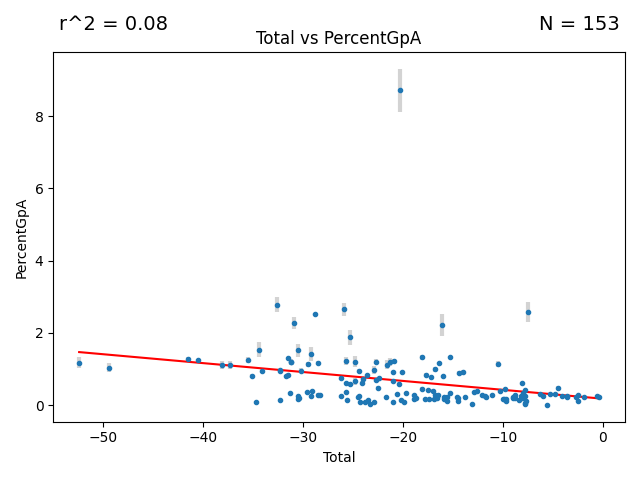 r^2 = 0.08
N = 153
Total vs PercentGpA
PercentGpA
8
6
4
2
0
−50
−40
−30
−20
−10
0
Total